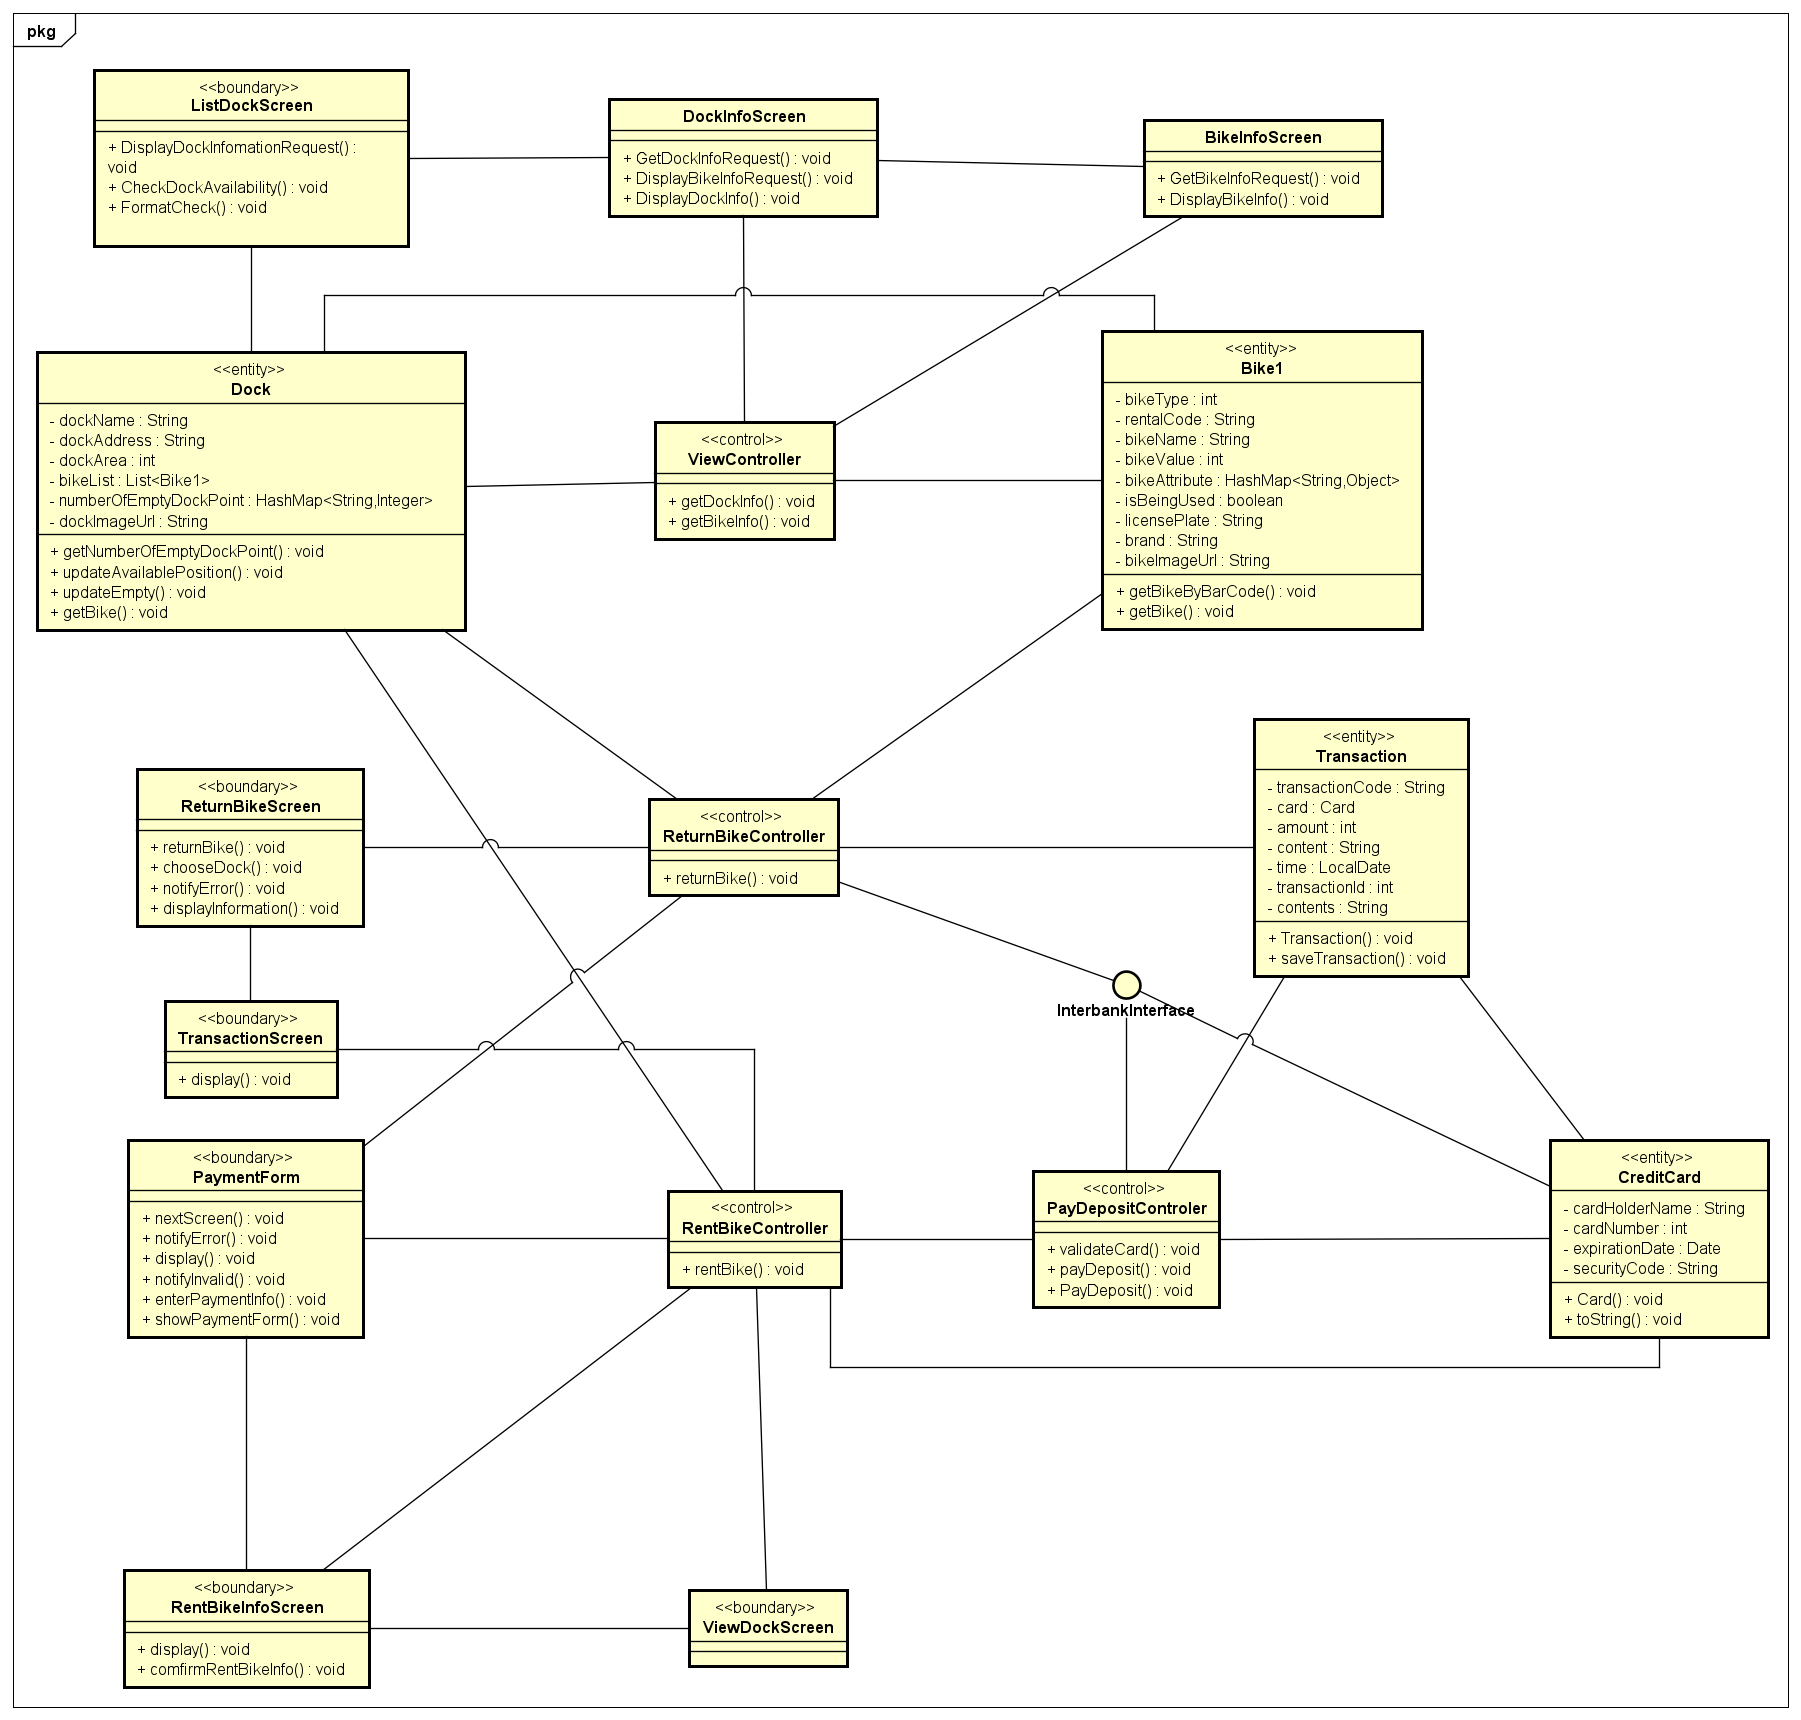 pkg
<<boundary>>
ListDockScreen
+ DisplayDockInfomationRequest() :
void
+ CheckDockAvailability() : void
+ FormatCheck() : void
DockInfoScreen
+ GetDockInfoRequest() : void
+ DisplayBikeInfoRequest() : void
+ DisplayDockInfo() : void
BikeInfoScreen
+ GetBikeInfoRequest() : void
+ DisplayBikeInfo() : void
<<entity>>
Dock
- dockName : String
- dockAddress : String
- dockArea : int
- bikeList : List<Bike1>
- numberOfEmptyDockPoint : HashMap<String,Integer>
- dockImageUrl : String
+ getNumberOfEmptyDockPoint() : void
+ updateAvailablePosition() : void
+ updateEmpty() : void
+ getBike() : void
<<control>>
ViewController
+ getDockInfo() : void
+ getBikeInfo() : void
<<entity>>
Bike1
- bikeType : int
- rentalCode : String
- bikeName : String
- bikeValue : int
- bikeAttribute : HashMap<String,Object>
- isBeingUsed : boolean
- licensePlate : String
- brand : String
- bikeImageUrl : String
+ getBikeByBarCode() : void
+ getBike() : void
<<boundary>>
ReturnBikeScreen
+ returnBike() : void
+ chooseDock() : void
+ notifyError() : void
+ displayInformation() : void
<<control>>
ReturnBikeController
+ returnBike() : void
<<entity>>
Transaction
- transactionCode : String
- card : Card
- amount : int
- content : String
- time : LocalDate
- transactionId : int
- contents : String
+ Transaction() : void
+ saveTransaction() : void
InterbankInterface
<<boundary>>
TransactionScreen
+ display() : void
<<boundary>>
PaymentForm
+ nextScreen() : void
+ notifyError() : void
+ display() : void
+ notifyInvalid() : void
+ enterPaymentInfo() : void
+ showPaymentForm() : void
<<control>>
RentBikeController
+ rentBike() : void
<<control>>
PayDepositControler
+ validateCard() : void
+ payDeposit() : void
+ PayDeposit() : void
<<entity>>
CreditCard
- cardHolderName : String
- cardNumber : int
- expirationDate : Date
- securityCode : String
+ Card() : void
+ toString() : void
<<boundary>>
RentBikeInfoScreen
+ display() : void
+ comfirmRentBikeInfo() : void
<<boundary>>
ViewDockScreen